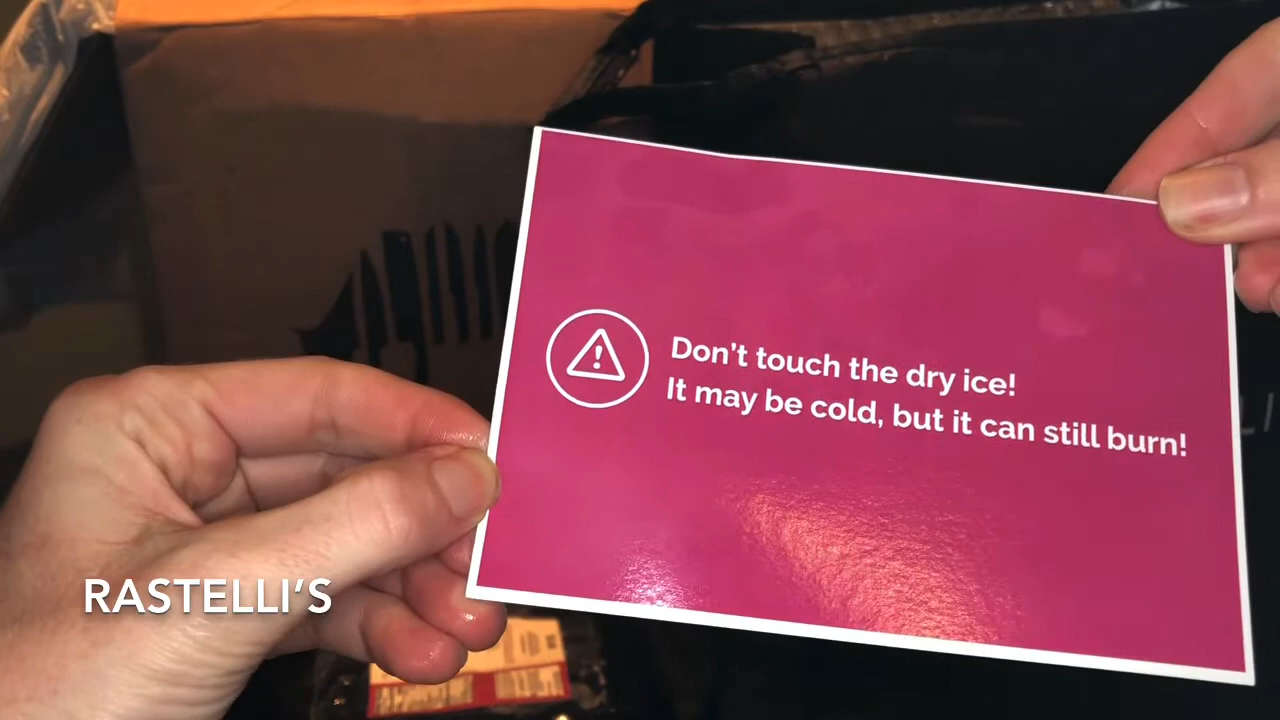 Don't touch the dry ice!
It may be cold, but it can still burn!
RASTELLI'S